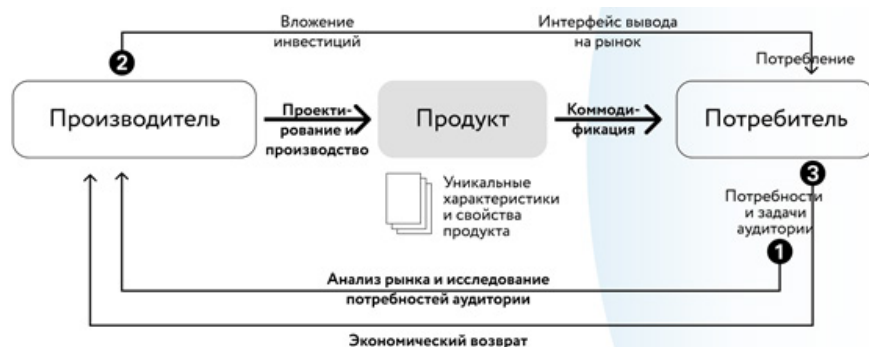 Вложение
инвестиций
Интерфейс вывода
на рынок
2
Потребление
Производитель
Проекти-
рование и
производство
Продукт
Коммоди-
фикация
Потребитель
Уникальные
характеристики
и свойства
продукта
3
Потребности
и задачи
аудитории
1
Анализ рынка и исследование
потребностей аудитории
Экономический возврат